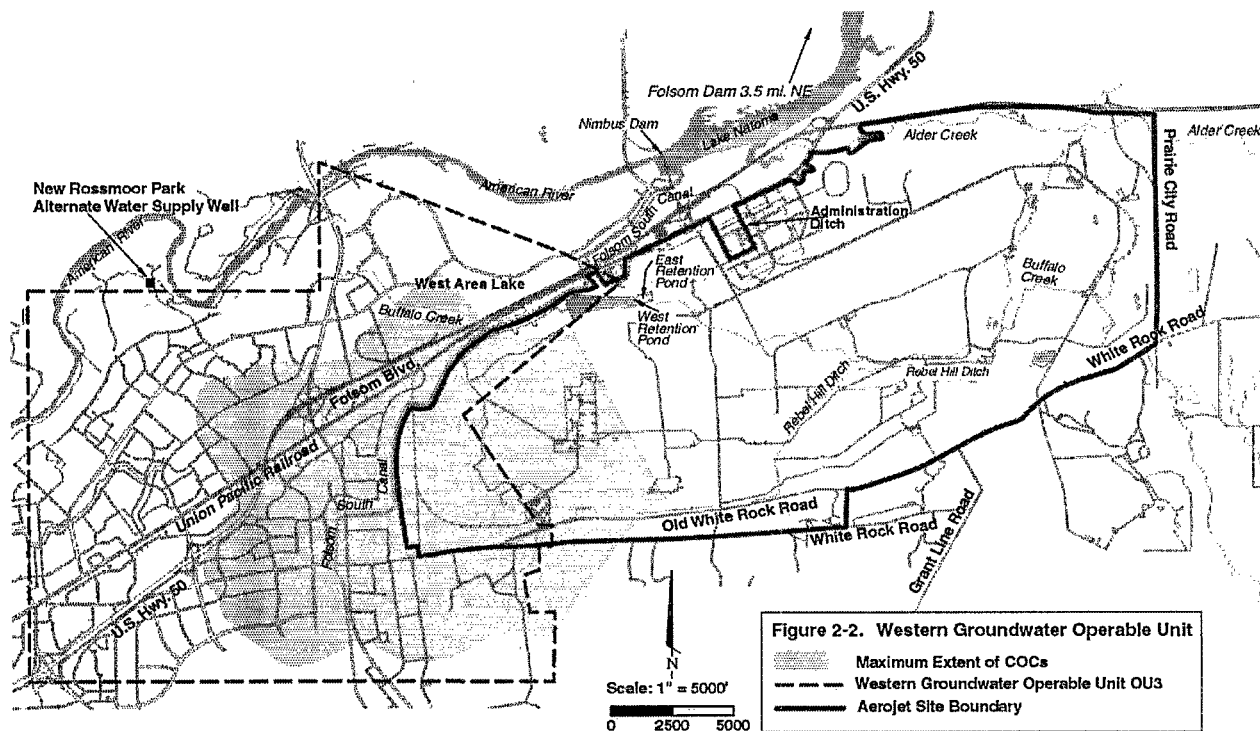 Folsom Dam 3.5 mi. NE
U.S. Hwy. 50
Nimbus Dam
Lake Natoma
Alder Creek
Alder Creek
Prairie City Road
New Rossmoor Park
Alternate Water Supply Well
American River
American River
Folsom South Canal
Administration
Ditch
East
Retention
Pond
West Area Lake
West
Retention
Pond
Buffalo Creek
Buffalo
Creek
White Rock Road
Folsom Blvd.
Rebel Hill Ditch
Rebel Hill Ditch
Union Pacific Railroad
Folsom South Canal
Old White Rock Road
White Rock Road
Grant Line Road
U.S. Hwy-50
N
Scale: 1" = 5000'
0 2500 5000
Figure 2-2. Western Groundwater Operable Unit
Maximum Extent of COCs
Western Groundwater Operable Unit OU3
Aerojet Site Boundary